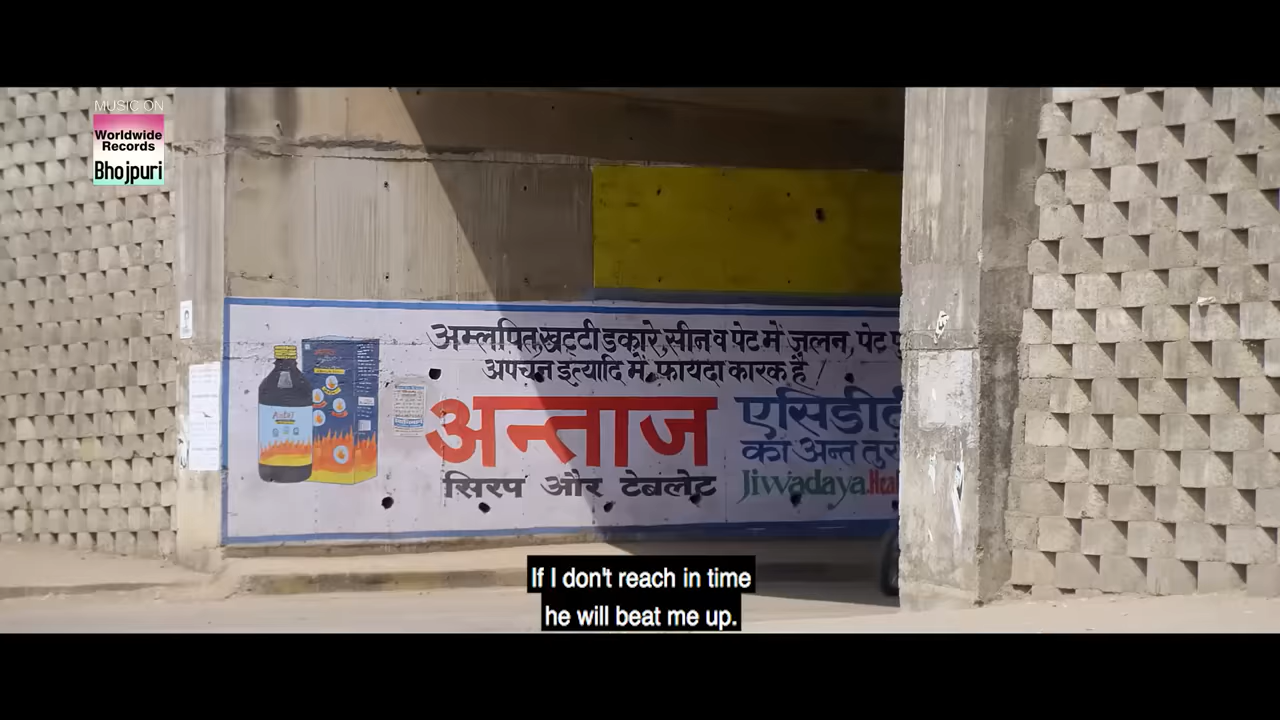 MUSIC ON
Worldwide
Records
Bhojpuri
अम्लपित,खट्टी डकारे,सीन व पेट में जलन, पेट
अपचन इत्यादि में फायदा कारक है /
अन्ताज
एसिडीटी
का अन्त तुर
सिरप और टेबलेट
Jiwadaya.Heal
If I don't reach in time
he will beat me up.